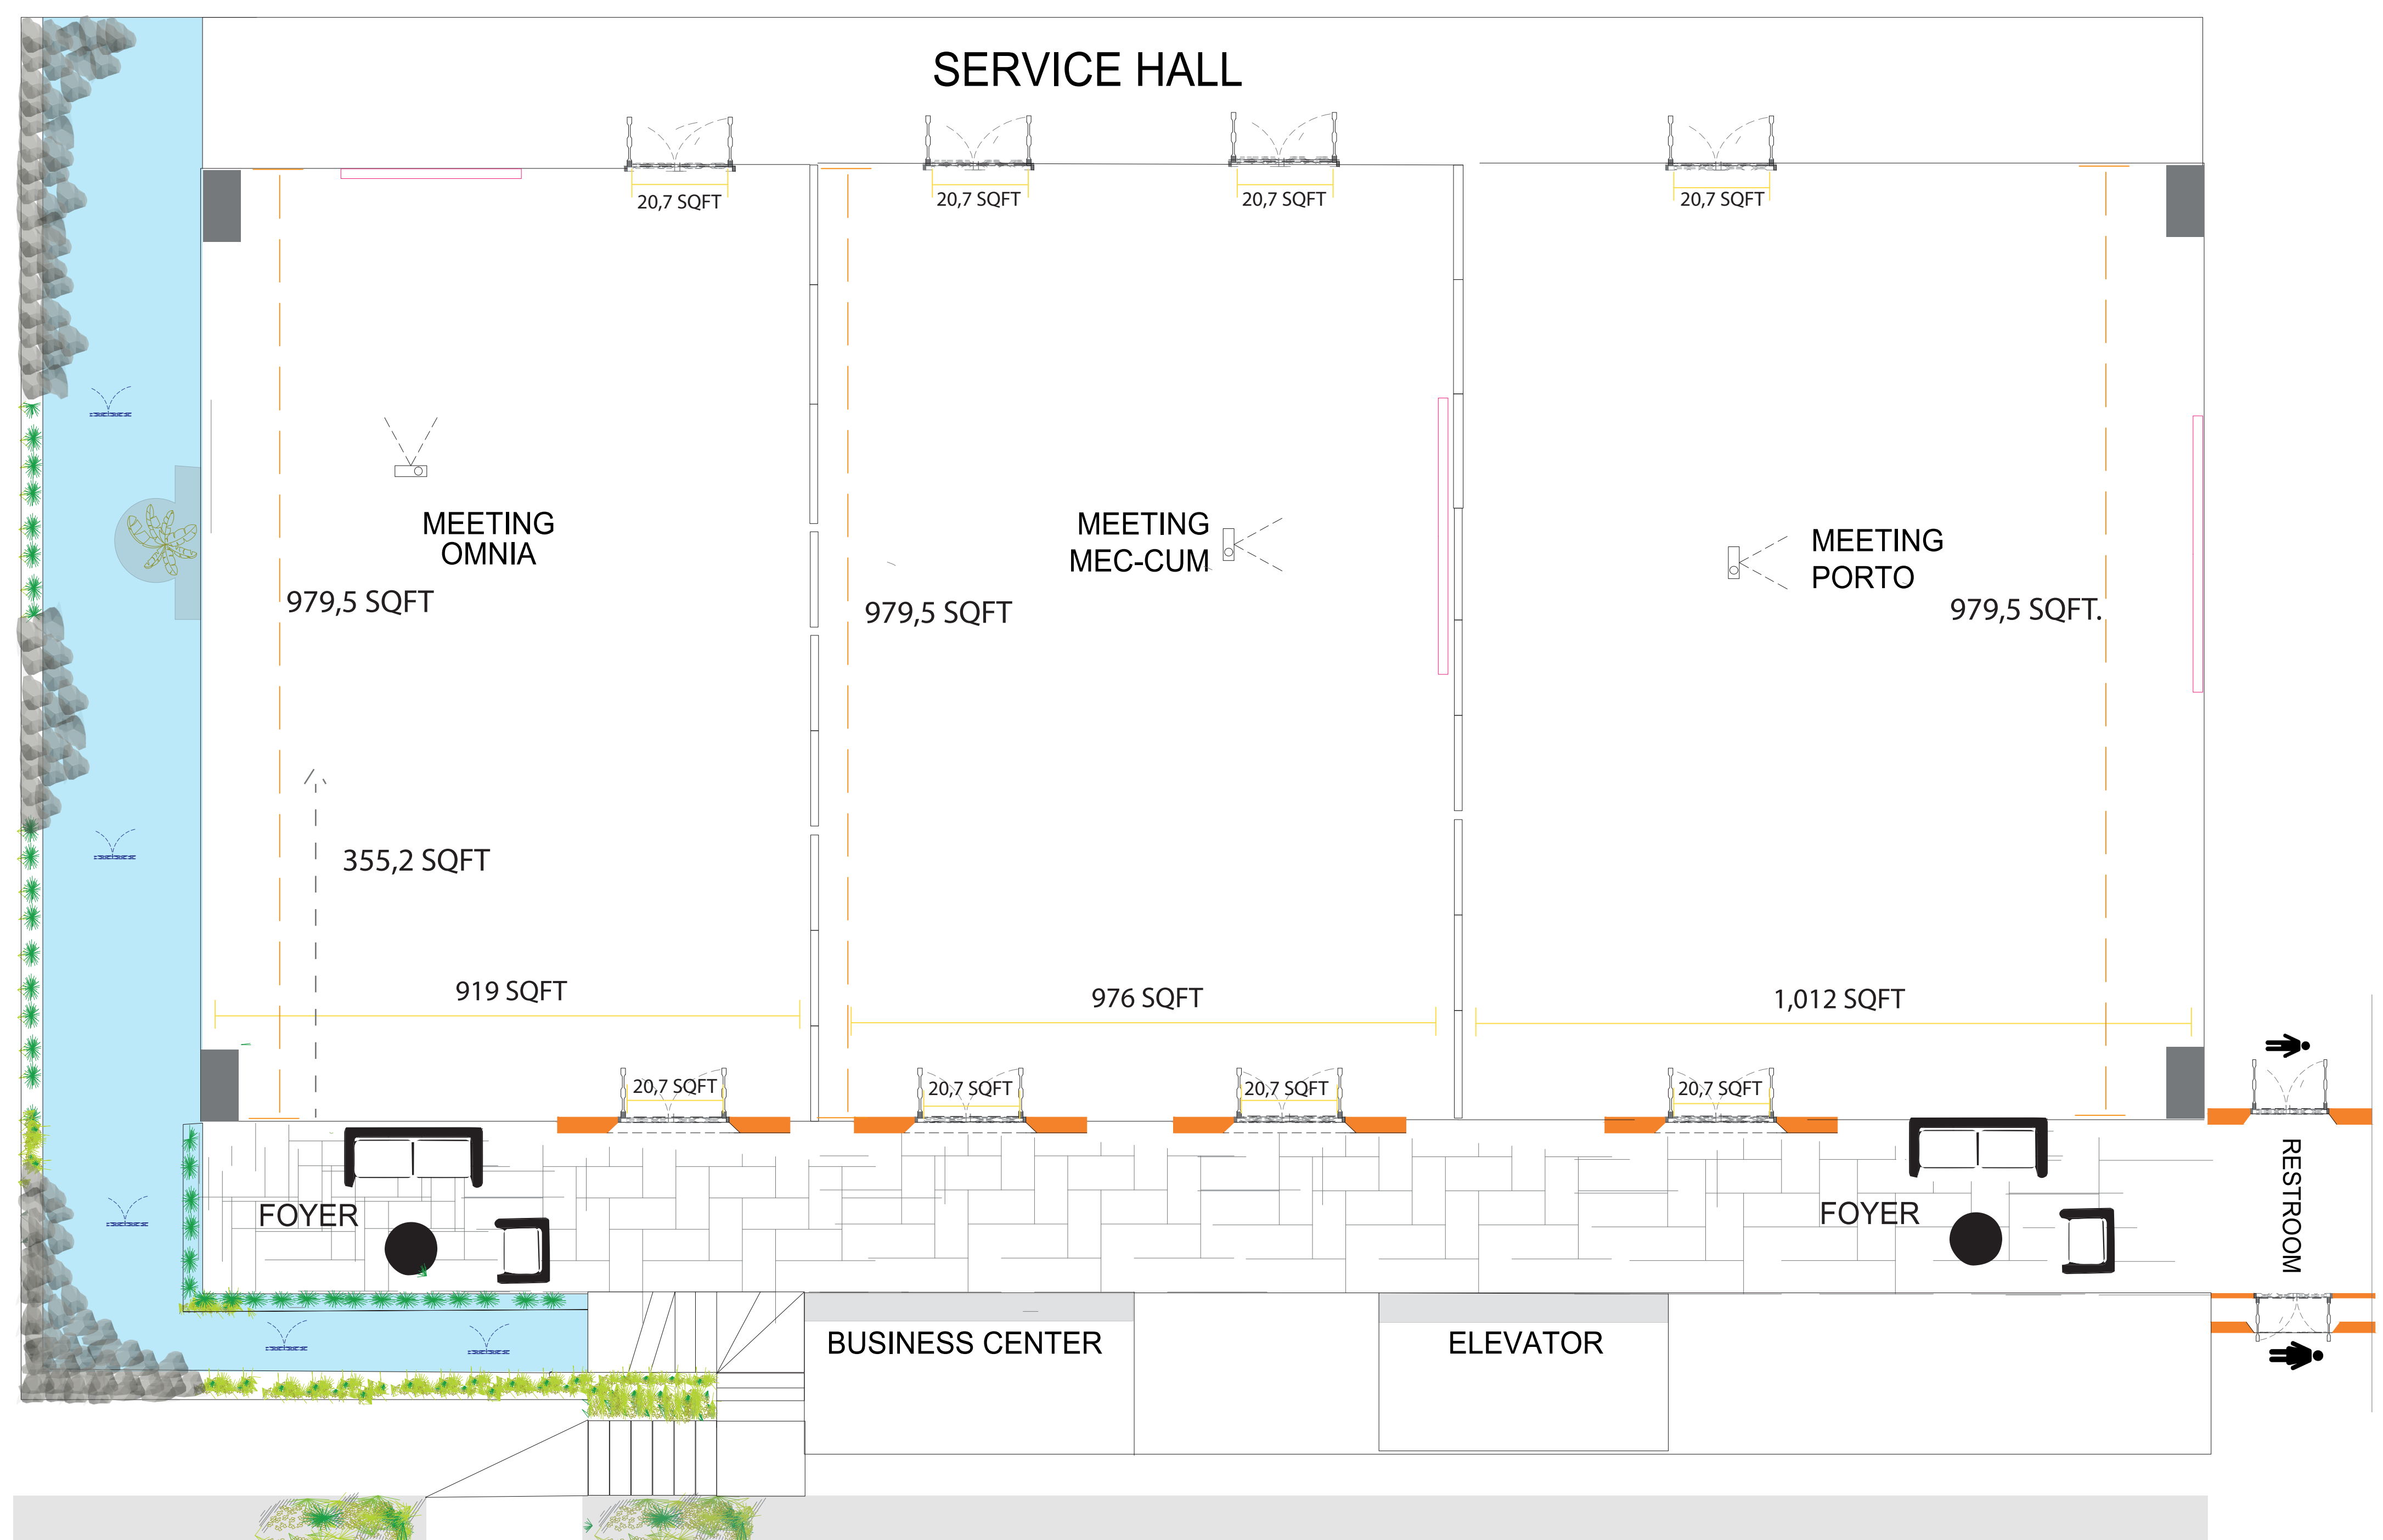 SERVICE HALL
20,7 SQFT
20,7 SQFT
20,7 SQFT
20,7 SQFT
MEETING
OMNIA
MEETING
MEC-CUM
MEETING
PORTO
979,5 SQFT
979,5 SQFT
979,5 SQFT.
355,2 SQFT
919 SQFT
976 SQFT
1,012 SQFT
20,7 SQFT
20,7 SQFT
20,7 SQFT
20,7 SQFT
FOYER
FOYER
RESTROOM
BUSINESS CENTER
ELEVATOR